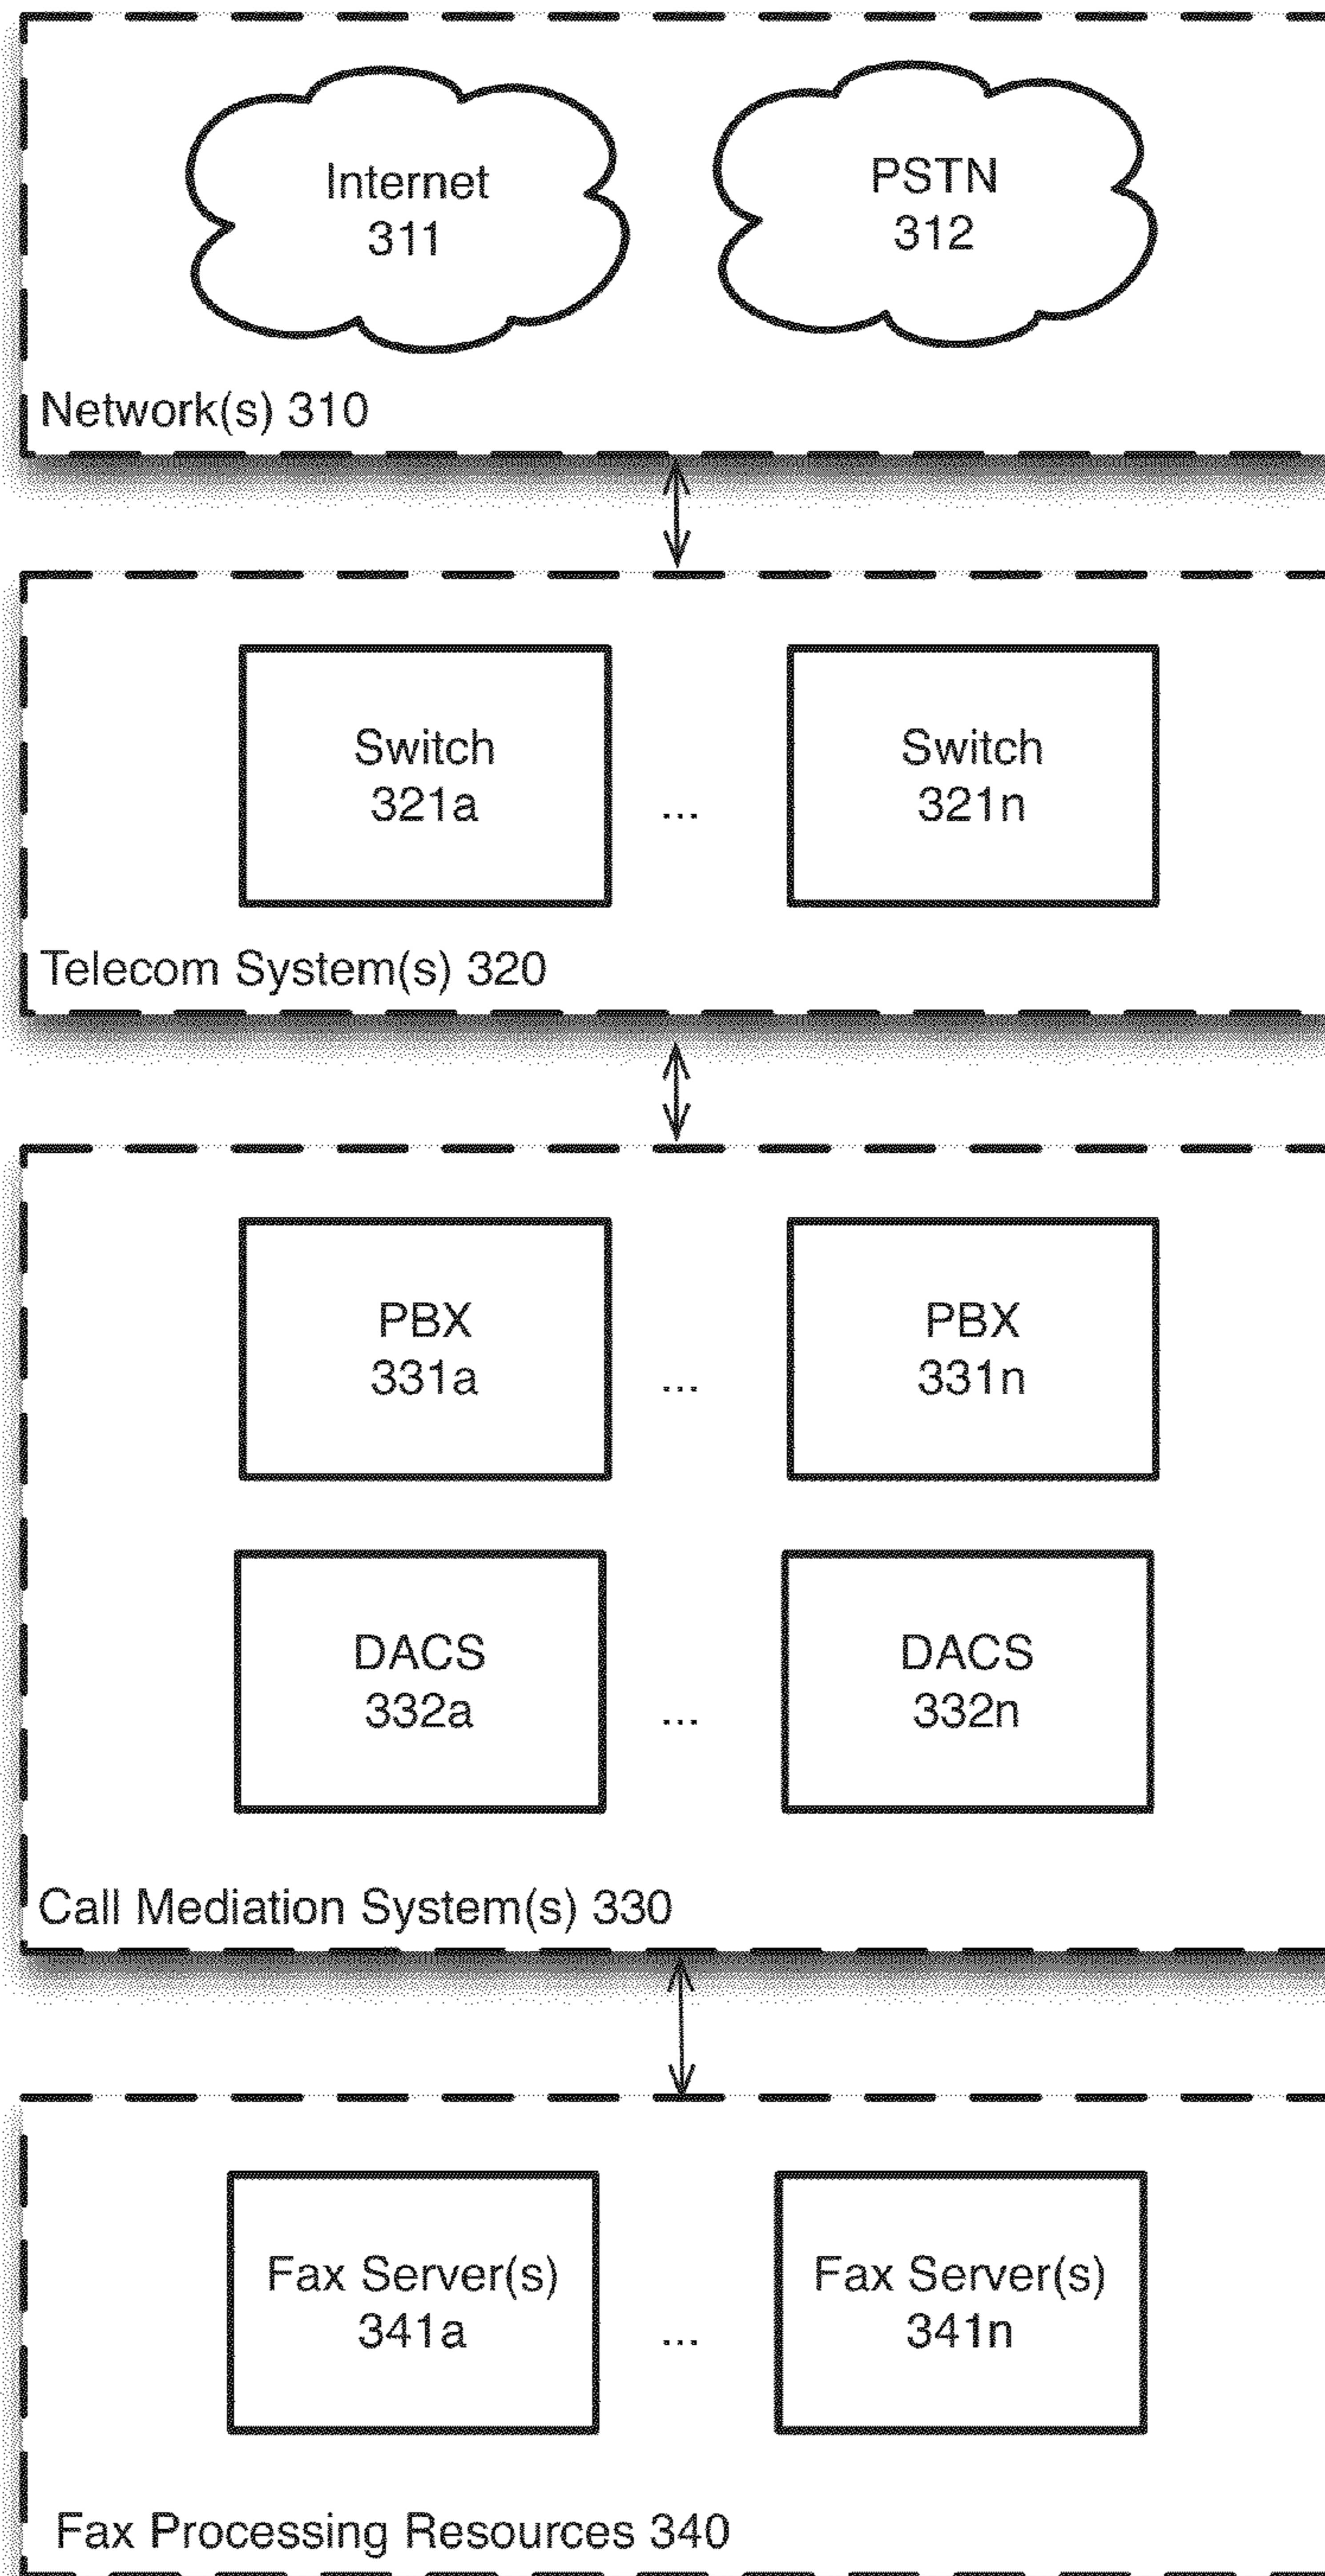 Internet
311
PSTN
312
Network(s) 310
Switch
321a
...
Switch
321n
Telecom System(s) 320
PBX
331a
...
PBX
331n
DACS
332a
...
DACS
332n
Call Mediation System(s) 330
Fax Server(s)
341a
...
Fax Server(s)
341n
Fax Processing Resources 340